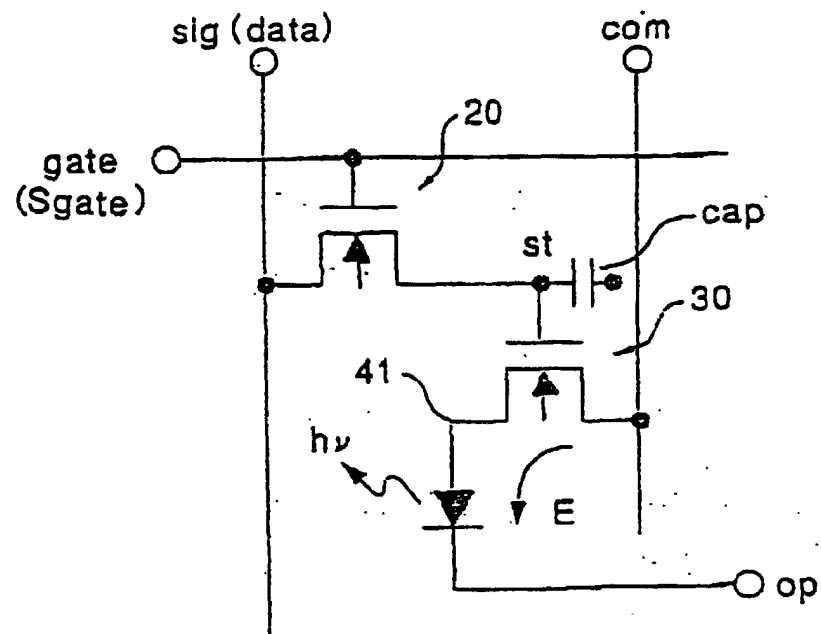 sig (data)
com
20
gate
(Sgate)
cap
st
30
41
hν
E
op